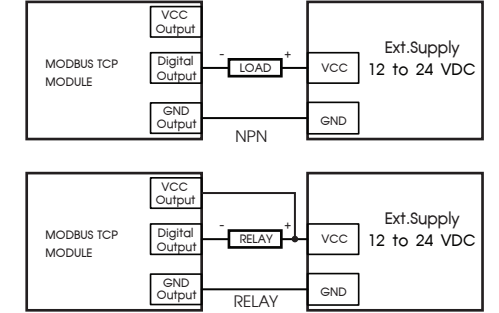 VCC
Output
MODBUS TCP
MODULE
Digital
Output
- LOAD +
VCC
Ext.Supply
12 to 24 VDC
GND
Output
GND
NPN
VCC
Output
MODBUS TCP
MODULE
Digital
Output
- RELAY +
VCC
Ext.Supply
12 to 24 VDC
GND
Output
GND
RELAY